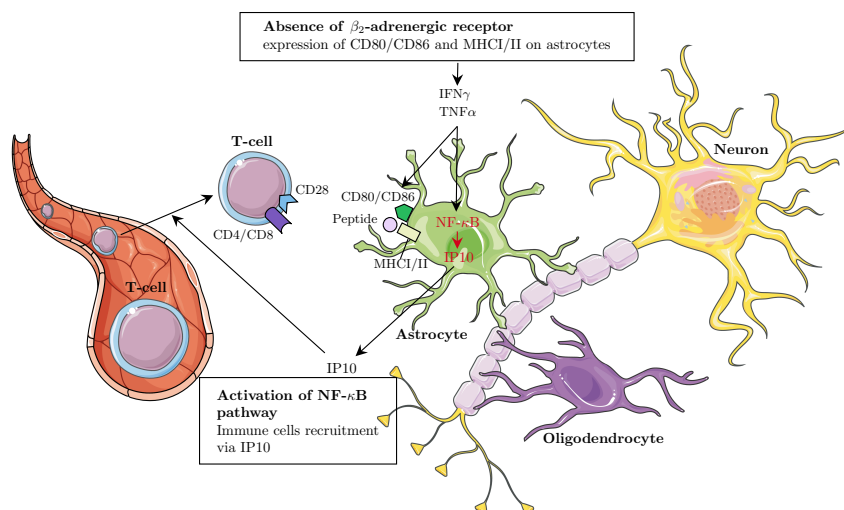 Absence of β₂-adrenergic receptor
expression of CD80/CD86 and MHCI/II on astrocytes
IFNγ
TNFα
T-cell
Neuron
CD28
CD80/CD86
Peptide
NF-κB
CD4/CD8
IP10
MHCI/II
T-cell
Astrocyte
IP10
Activation of NF-κB
pathway
Immune cells recruitment
via IP10
Oligodendrocyte